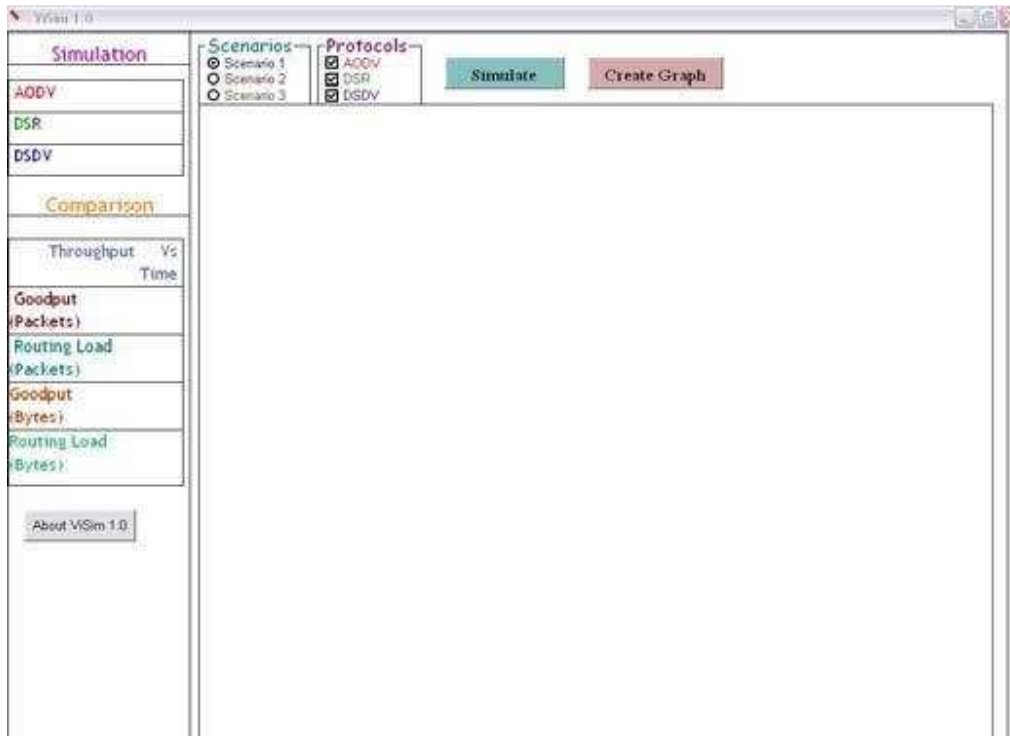 ViSim 1.0
Simulation
AODV
DSR
DSDV
Comparison
Throughput Vs
Time
Goodput
(Packets)
Routing Load
(Packets)
Goodput
(Bytes)
Routing Load
(Bytes)
About ViSim 1.0
Scenarios
Scenario 1
Scenario 2
Scenario 3
Protocols
AODV
DSR
DSDV
Simulate
Create Graph